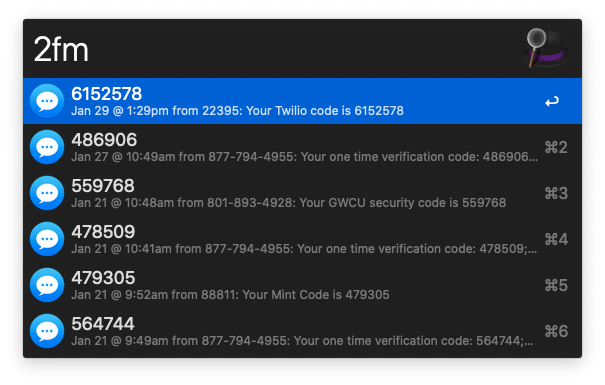 2fm
6152578
Jan 29 @ 1:29pm from 22395: Your Twilio code is 6152578
486906
Jan 27 @ 10:49am from 877-794-4955: Your one time verification code: 486906... ⌘2
559768
Jan 21 @ 10:48am from 801-893-4928: Your GWCU security code is 559768 ⌘3
478509
Jan 21 @ 10:41am from 877-794-4955: Your one time verification code: 478509;... ⌘4
479305
Jan 21 @ 9:52am from 88811: Your Mint Code is 479305 ⌘5
564744
Jan 21 @ 9:49am from 877-794-4955: Your one time verification code: 564744;... ⌘6